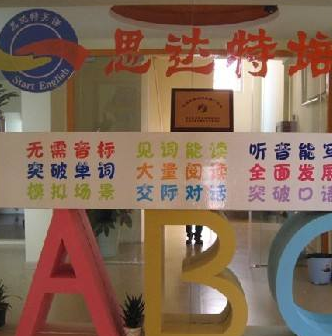 思达特培
Start English
无需音标 见词能读 听音能写
突破单词 大量阅读 全面发展
模拟场景 交际对话 突破口语
ABC